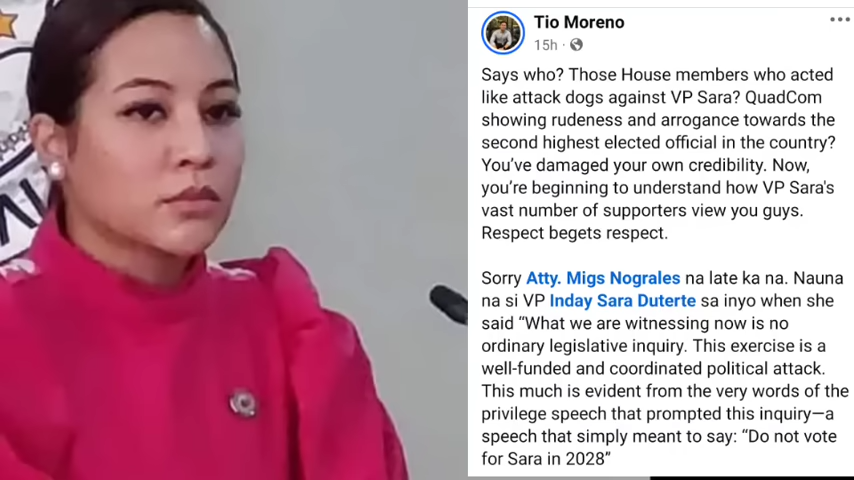 Tio Moreno
15h
Says who? Those House members who acted
like attack dogs against VP Sara? QuadCom
showing rudeness and arrogance towards the
second highest elected official in the country?
You've damaged your own credibility. Now,
you're beginning to understand how VP Sara's
vast number of supporters view you guys.
Respect begets respect.
Sorry Atty. Migs Nograles na late ka na. Nauna
na si VP Inday Sara Duterte sa inyo when she
said “What we are witnessing now is no
ordinary legislative inquiry. This exercise is a
well-funded and coordinated political attack.
This much is evident from the very words of the
privilege speech that prompted this inquiry—a
speech that simply meant to say: “Do not vote
for Sara in 2028”